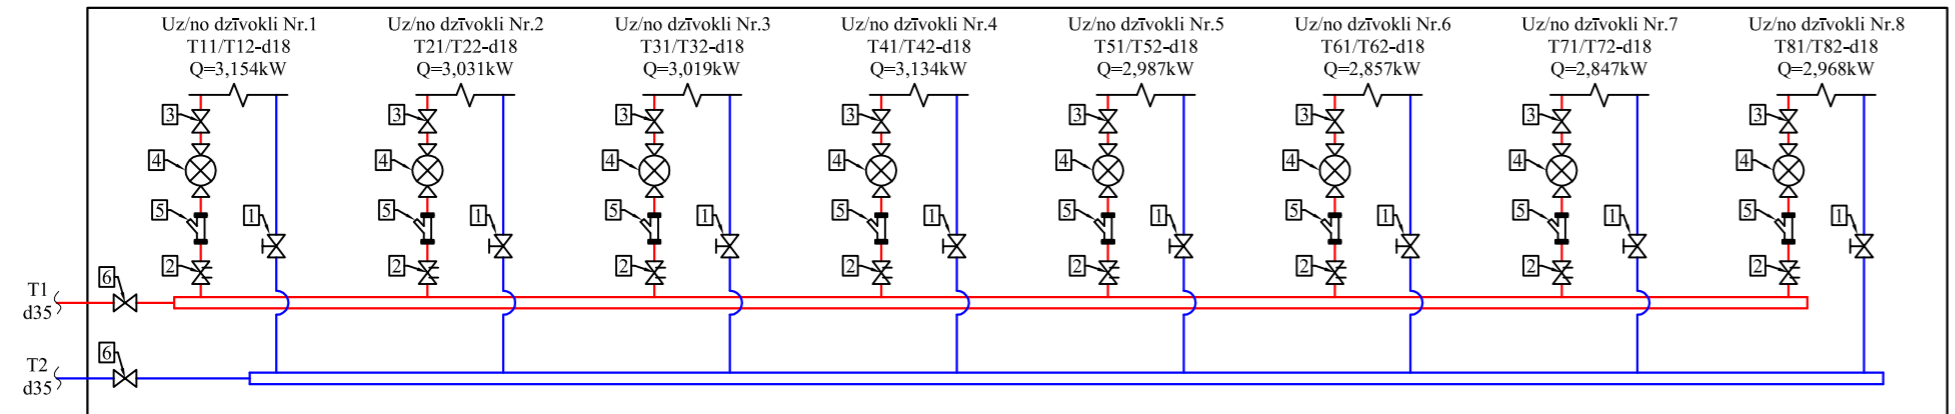 Uz/no dzīvokli Nr.1
T11/T12-d18
Q=3,154kW
Uz/no dzīvokli Nr.2
T21/T22-d18
Q=3,031kW
Uz/no dzīvokli Nr.3
T31/T32-d18
Q=3,019kW
Uz/no dzīvokli Nr.4
T41/T42-d18
Q=3,134kW
Uz/no dzīvokli Nr.5
T51/T52-d18
Q=2,987kW
Uz/no dzīvokli Nr.6
T61/T62-d18
Q=2,857kW
Uz/no dzīvokli Nr.7
T71/T72-d18
Q=2,847kW
Uz/no dzīvokli Nr.8
T81/T82-d18
Q=2,968kW
3
4
5
1
2
3
4
5
1
2
3
4
5
1
2
3
4
5
1
2
3
4
5
1
2
3
4
5
1
2
3
4
5
1
2
3
4
5
1
2
6
T1
d35
6
T2
d35